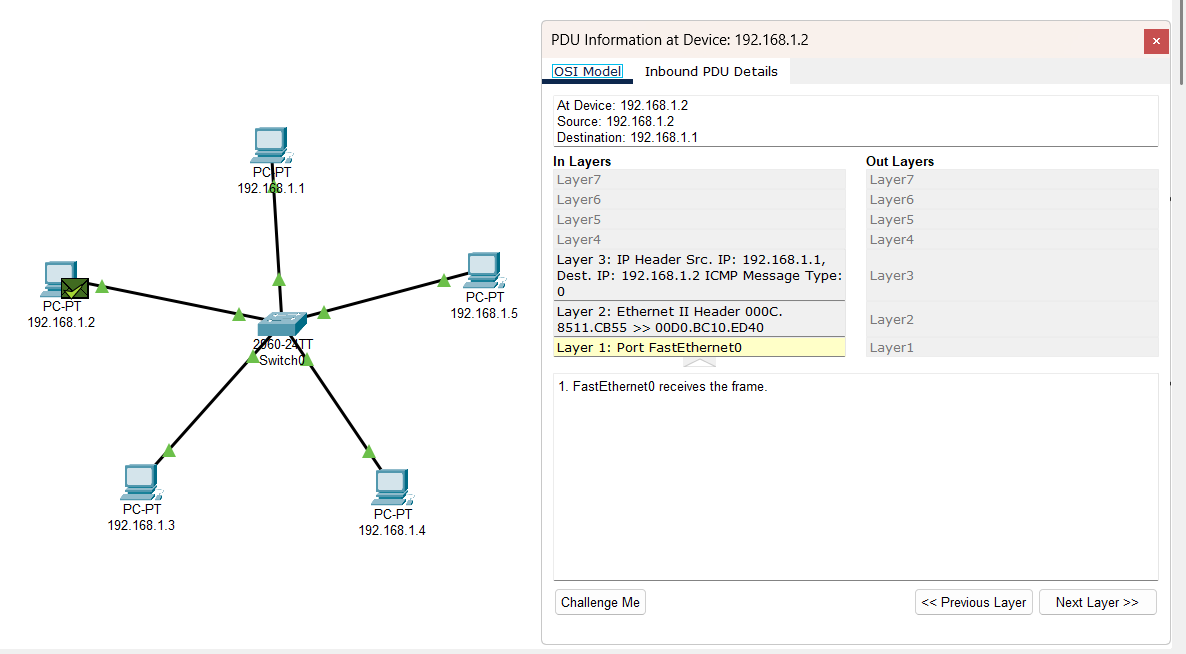 PC-PT
192.168.1.1
PC-PT
192.168.1.2
PC-PT
192.168.1.5
2960-24TT
Switch0
PC-PT
192.168.1.3
PC-PT
192.168.1.4
PDU Information at Device: 192.168.1.2
OSI Model
Inbound PDU Details
At Device: 192.168.1.2
Source: 192.168.1.2
Destination: 192.168.1.1
In Layers
Layer7
Layer6
Layer5
Layer4
Layer 3: IP Header Src. IP: 192.168.1.1,
Dest. IP: 192.168.1.2 ICMP Message Type:
0
Layer 2: Ethernet II Header 000C.
8511.CB55 >> 00D0.BC10.ED40
Layer 1: Port FastEthernet0
Out Layers
Layer7
Layer6
Layer5
Layer4
Layer3
Layer2
Layer1
1. FastEthernet0 receives the frame.
Challenge Me
<< Previous Layer
Next Layer >>